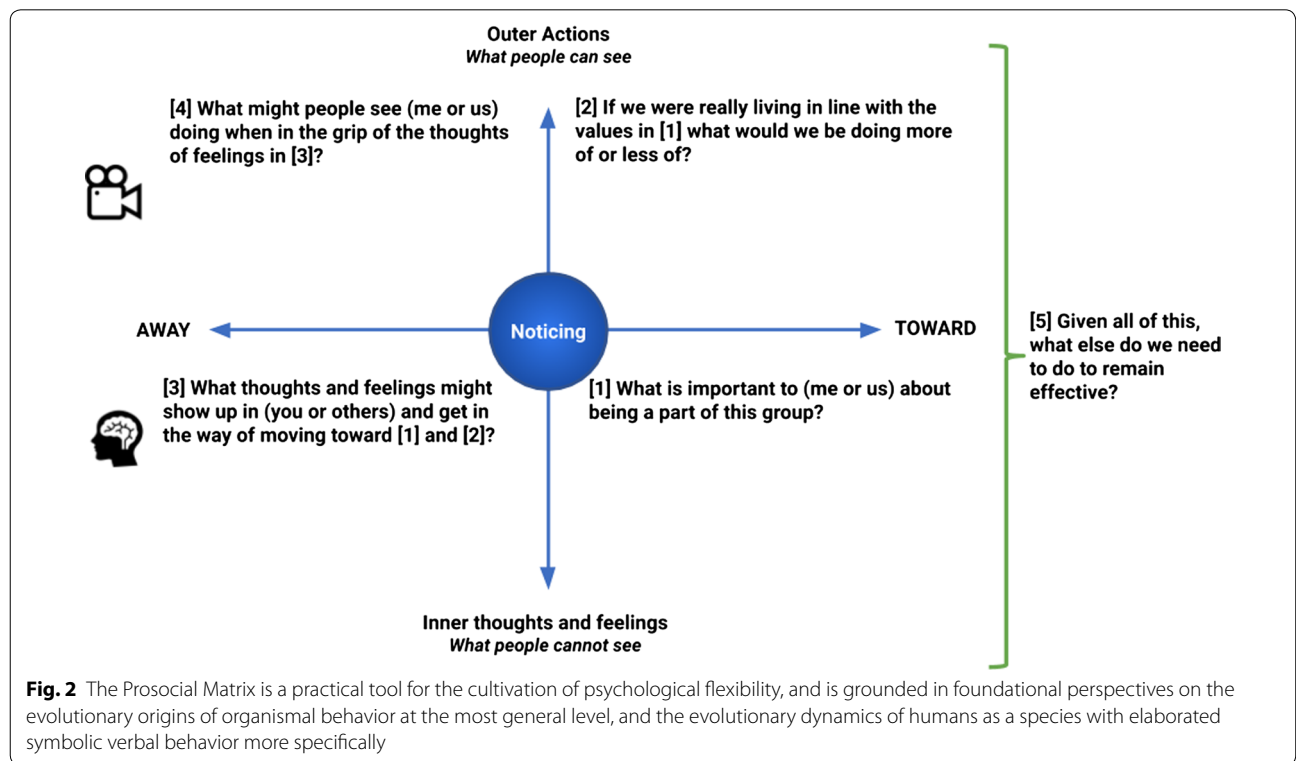 Outer Actions
What people can see
[4] What might people see (me or us)
doing when in the grip of the thoughts
of feelings in [3]?
[2] If we were really living in line with the
values in [1] what would we be doing more
of or less of?
AWAY
Noticing
TOWARD
[3] What thoughts and feelings might
show up in (you or others) and get in
the way of moving toward [1] and [2]?
[1] What is important to (me or us) about
being a part of this group?
[5] Given all of this,
what else do we need
to do to remain
effective?
Inner thoughts and feelings
What people cannot see
Fig. 2 The Prosocial Matrix is a practical tool for the cultivation of psychological flexibility, and is grounded in foundational perspectives on the
evolutionary origins of organismal behavior at the most general level, and the evolutionary dynamics of humans as a species with elaborated
symbolic verbal behavior more specifically